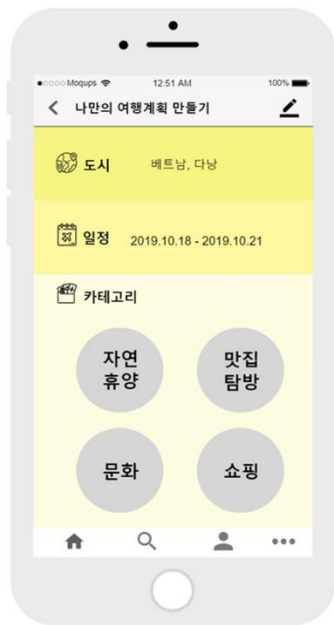 Moqups 12:51 AM 100%
나만의 여행계획 만들기
도시 베트남, 다낭
일정 2019.10.18 - 2019.10.21
카테고리
자연 맛집
휴양 탐방
문화 쇼핑